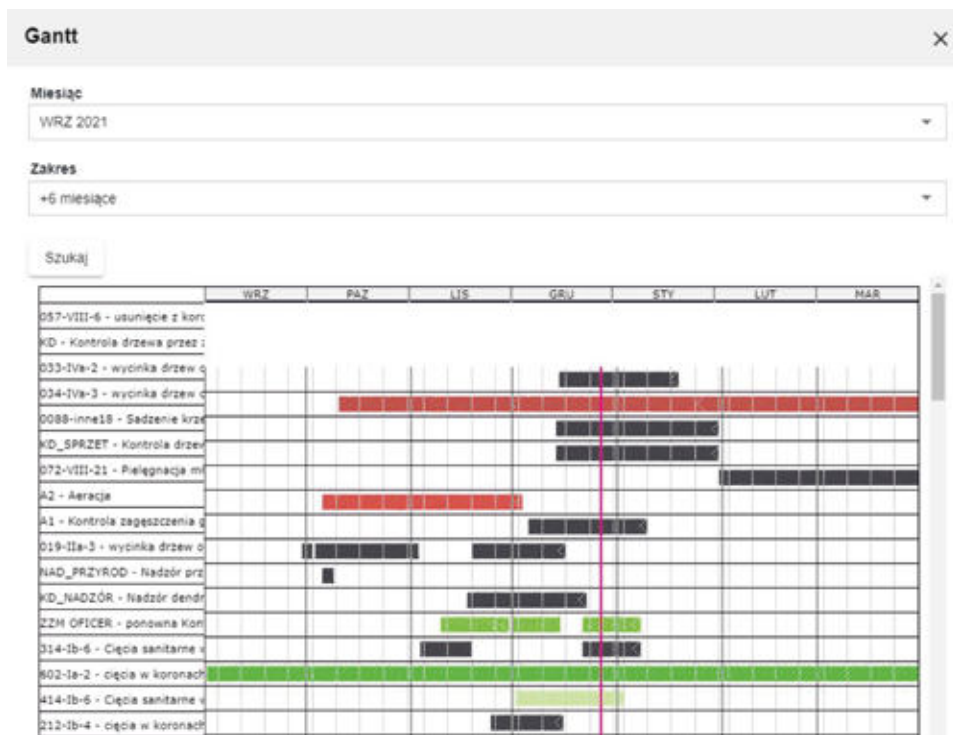 Gantt
Miesiąc
WRZ 2021
Zakres
+6 miesiące
Szukaj
WRZ PAZ LIS GRU STY LUT MAR
057-VIII-6 - usunięcie z korc
KD - Kontrola drzewa przez
033-IVa-2 - wycinka drzew
034-IVa-3 - wycinka drzew
0088-inne18 - Sadzenie krze
KD_SPRZET - Kontrola drzew
072-VIII-21 - Pielęgnacja
A2 - Aeracja
A1 - Kontrola zagęszczenia
019-IIa-3 - wycinka drzew
NAD_PRZYROD - Nadzór prz
KD_NADZÓR - Nadzór dendr
ZZM OFICER - ponowna Kon
314-Ib-6 - Cięcia sanitarne
602-Ia-2 - cięcia w koronach
414-Ib-6 - Cięcia sanitarne
212-Ib-4 - cięcia w koronach